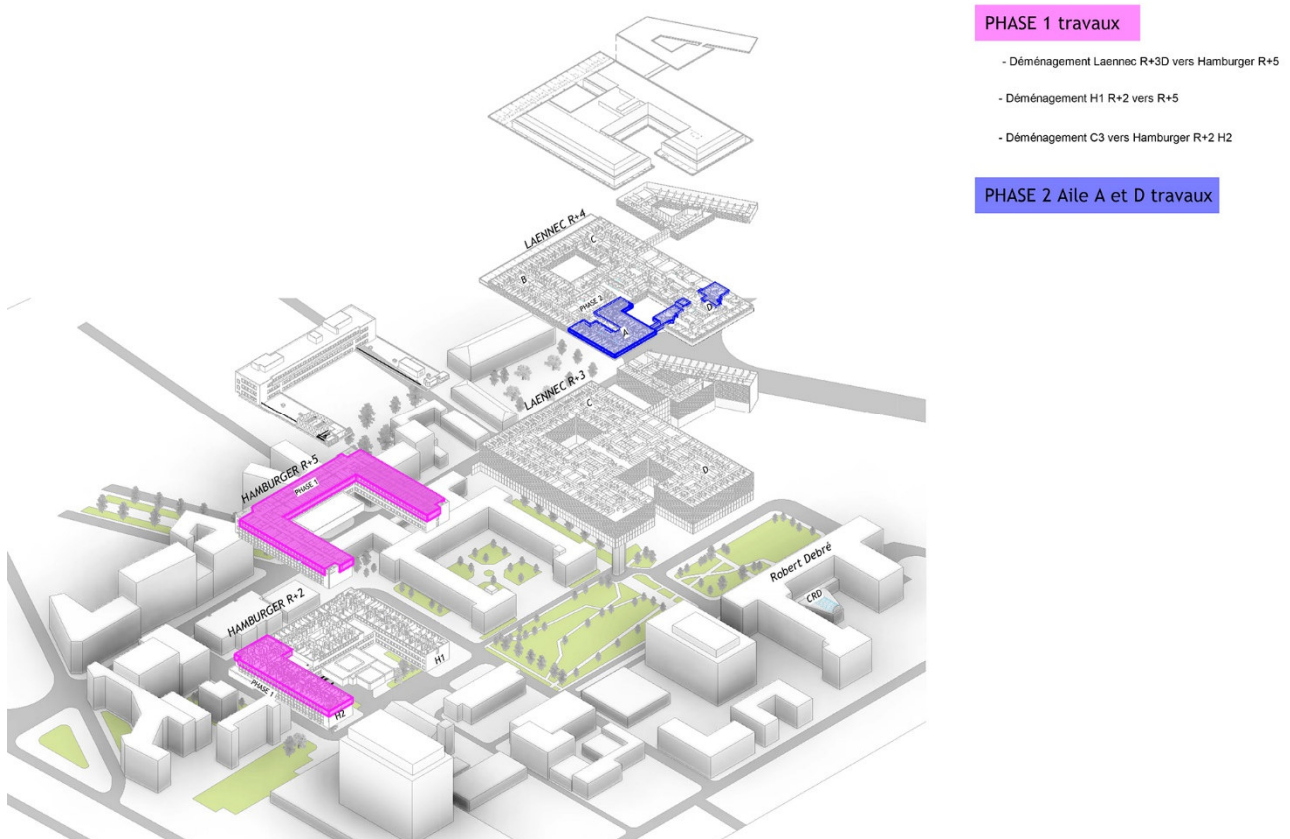 PHASE 1 travaux
- Déménagement Laennec R+3D vers Hamburger R+5
- Déménagement H1 R+2 vers R+5
- Déménagement C3 vers Hamburger R+2 H2
PHASE 2 Aile A et D travaux
LAENNEC R+4
C
B
PHASE 2
D
A
LAENNEC R+3
C
D
HAMBURGER R+5
PHASE 1
Robert Debré
CRD
HAMBURGER R+2
H1
PHASE 1
H2